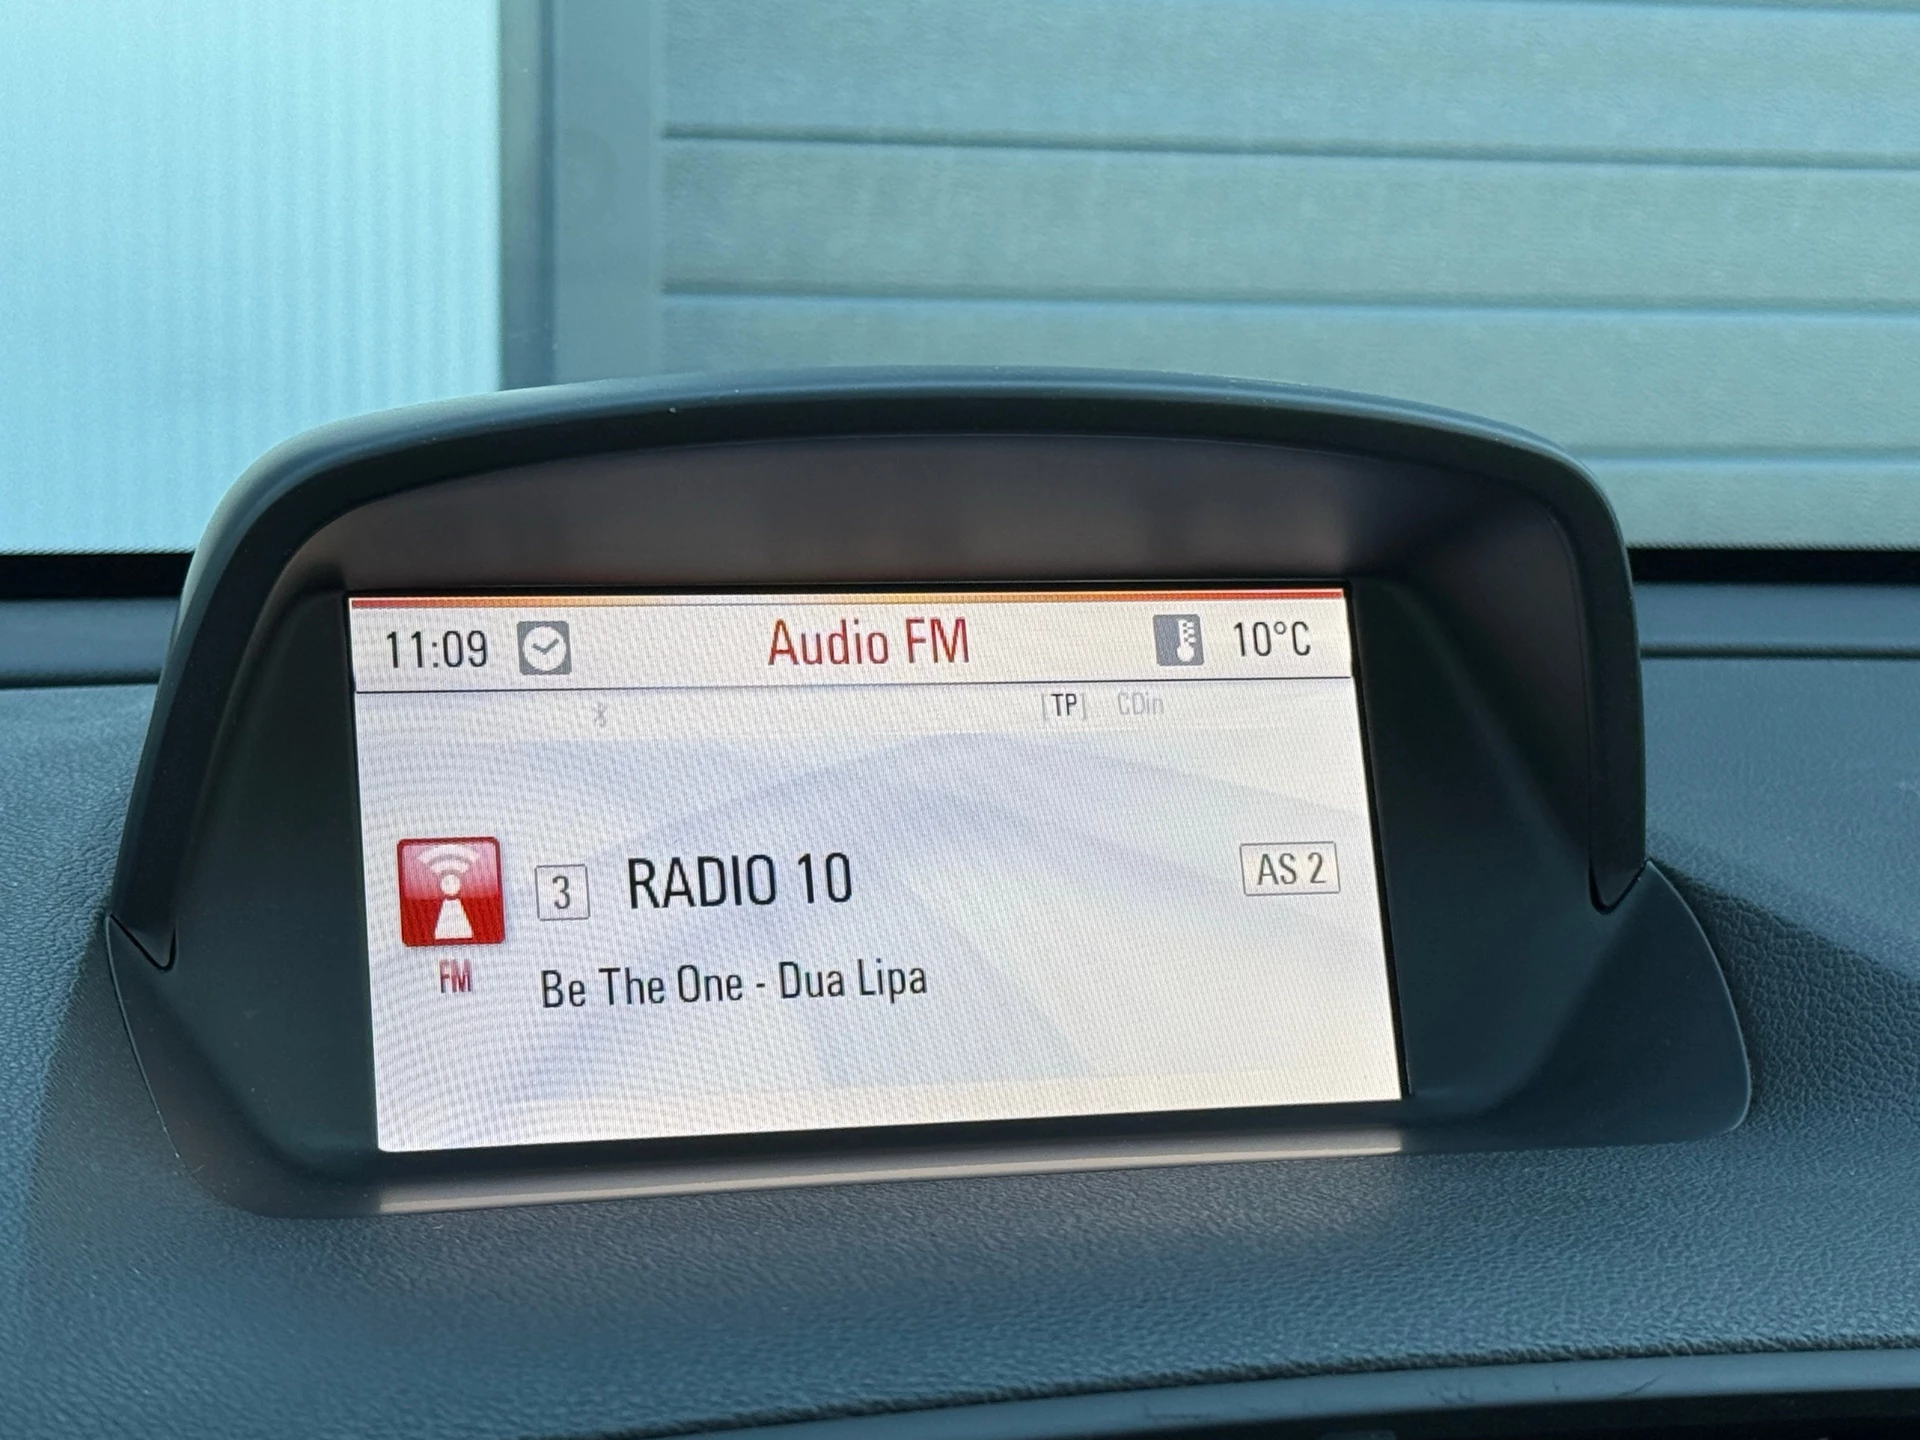 11:09 Audio FM 10°C
[TP] CDin
3 RADIO 10 AS 2
FM
Be The One - Dua Lipa